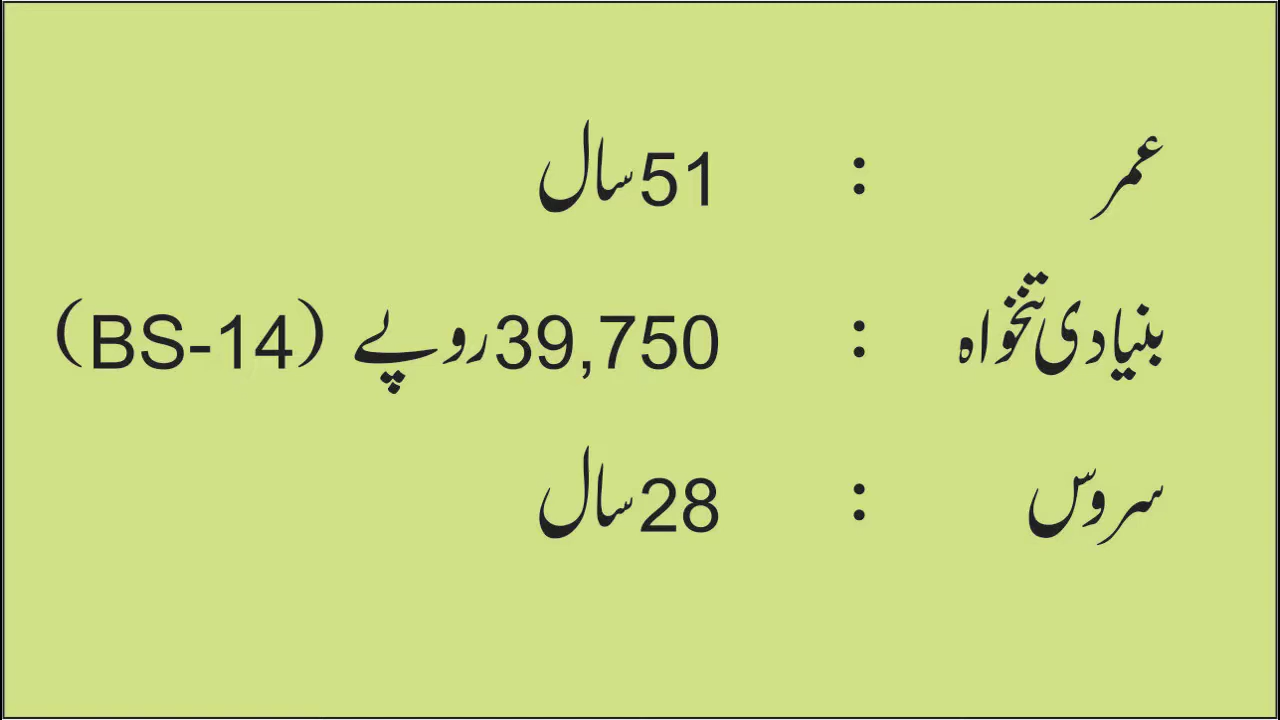 عمر : 51سال
بنیادی تنخواہ : 39,750روپے (BS-14)
سروس : 28سال